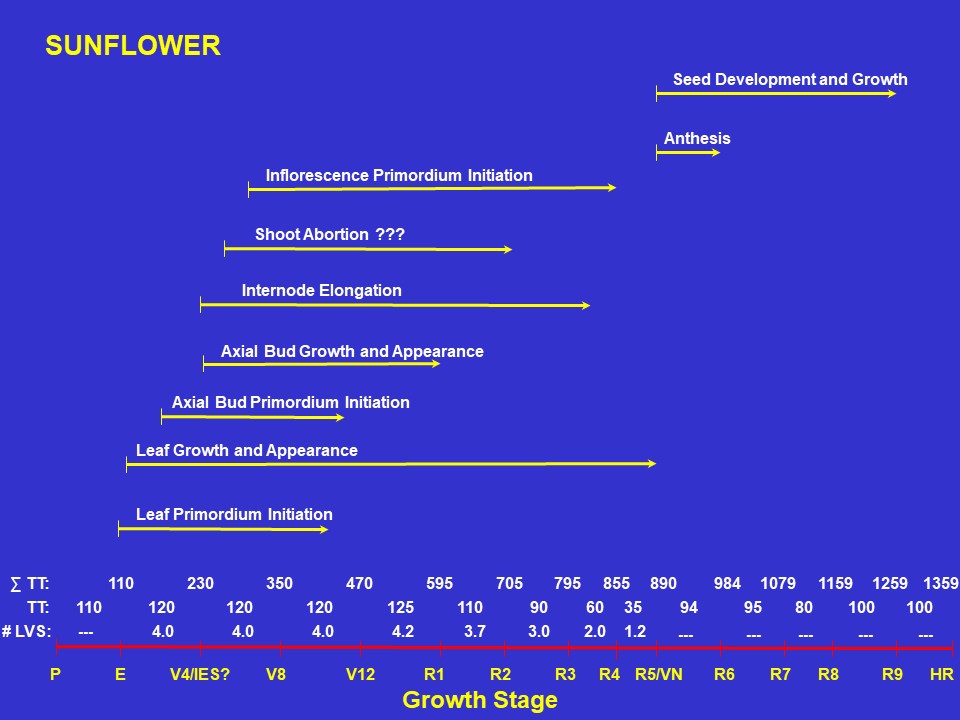 SUNFLOWER
Seed Development and Growth
Anthesis
Inflorescence Primordium Initiation
Shoot Abortion ???
Internode Elongation
Axial Bud Growth and Appearance
Axial Bud Primordium Initiation
Leaf Growth and Appearance
Leaf Primordium Initiation
∑ TT: 110 230 350 470 595 705 795 855 890 984 1079 1159 1259 1359
TT: 110 120 120 120 125 110 90 60 35 94 95 80 100 100
# LVS: --- 4.0 4.0 4.0 4.2 3.7 3.0 2.0 1.2 --- --- --- --- ---
P E V4/IES? V8 V12 R1 R2 R3 R4 R5/VN R6 R7 R8 R9 HR
Growth Stage